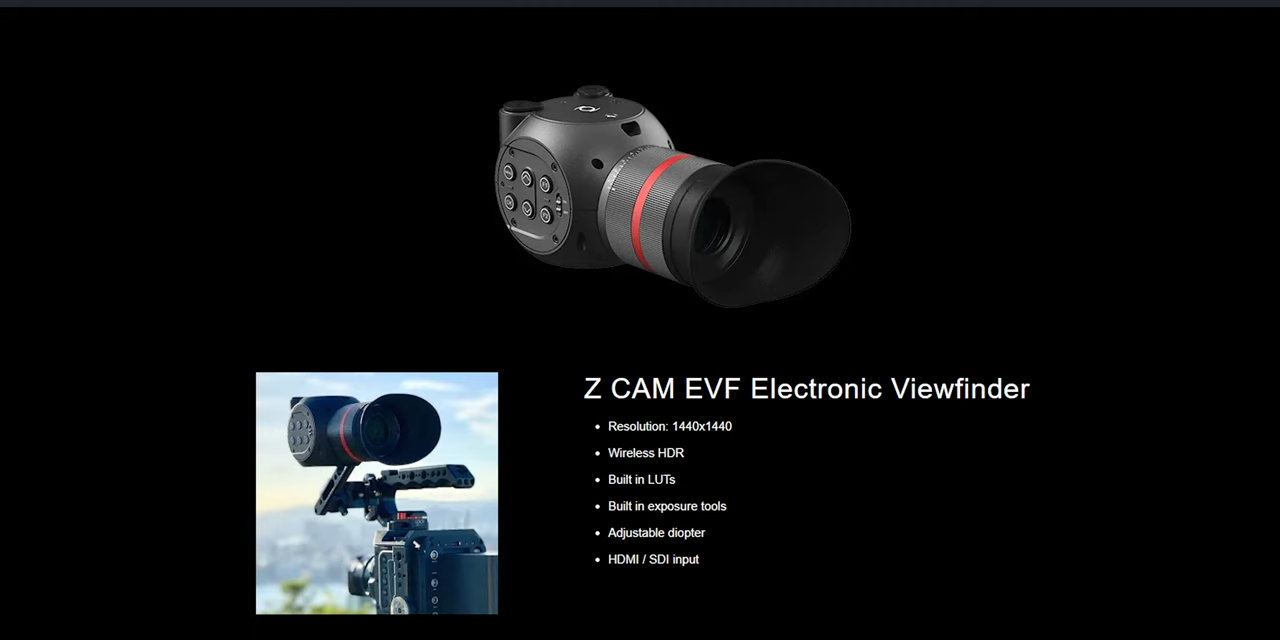 Z CAM EVF Electronic Viewfinder
Resolution: 1440x1440
Wireless HDR
Built in LUTs
Built in exposure tools
Adjustable diopter
HDMI / SDI input